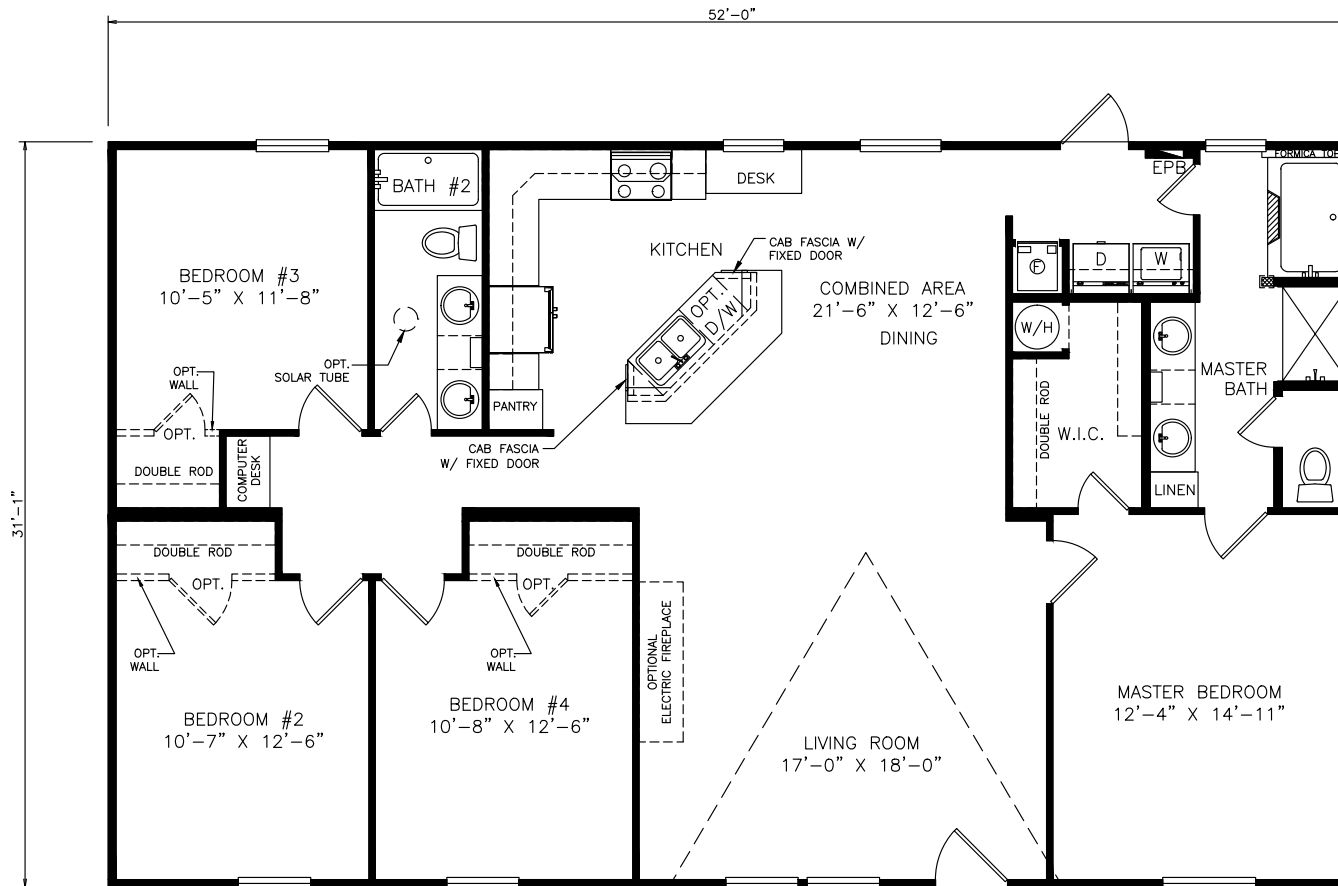 52'-0"
31'-1"
FORMICA TOP
EPB
BATH #2
DESK
KITCHEN
CAB FASCIA W/
FIXED DOOR
BEDROOM #3
10'-5" X 11'-8"
F
D
W
COMBINED AREA
21'-6" X 12'-6"
DINING
OPT.
D/W
W/H
OPT.
SOLAR TUBE
OPT.
WALL
MASTER
BATH
PANTRY
DOUBLE ROD
W.I.C.
OPT.
CAB FASCIA
W/ FIXED DOOR
DOUBLE ROD
COMPUTER
DESK
LINEN
DOUBLE ROD
DOUBLE ROD
OPT.
OPT.
OPT.
WALL
OPT.
WALL
OPTIONAL
ELECTRIC FIREPLACE
BEDROOM #2
10'-7" X 12'-6"
BEDROOM #4
10'-8" X 12'-6"
MASTER BEDROOM
12'-4" X 14'-11"
LIVING ROOM
17'-0" X 18'-0"